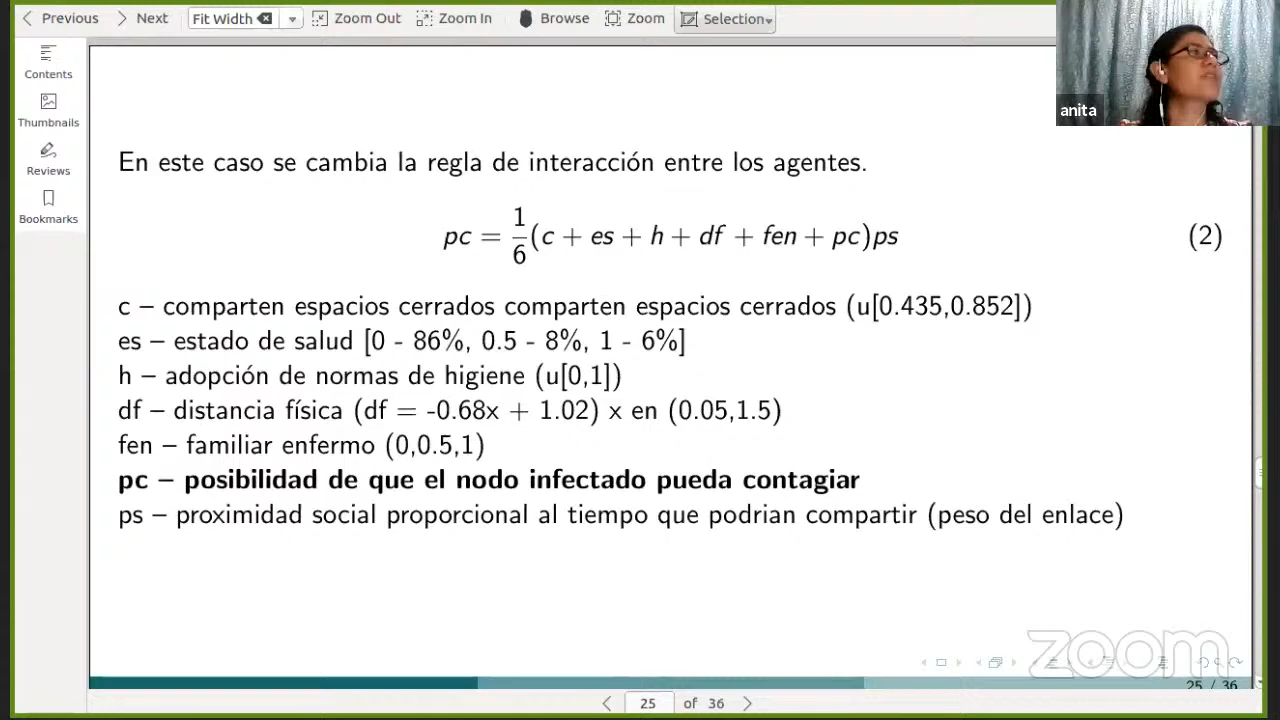 Previous Next Fit Width Zoom Out Zoom In Browse Zoom Selection
Contents
Thumbnails
Reviews
Bookmarks
anita
En este caso se cambia la regla de interacción entre los agentes.
pc = 1/6 (c + es + h + df + fen + pc)ps (2)
c – comparten espacios cerrados comparten espacios cerrados (u[0.435,0.852])
es – estado de salud [0 - 86%, 0.5 - 8%, 1 - 6%]
h – adopción de normas de higiene (u[0,1])
df – distancia física (df = -0.68x + 1.02) x en (0.05,1.5)
fen – familiar enfermo (0,0.5,1)
pc – posibilidad de que el nodo infectado pueda contagiar
ps – proximidad social proporcional al tiempo que podrian compartir (peso del enlace)
zoom
25 / 36
25 of 36